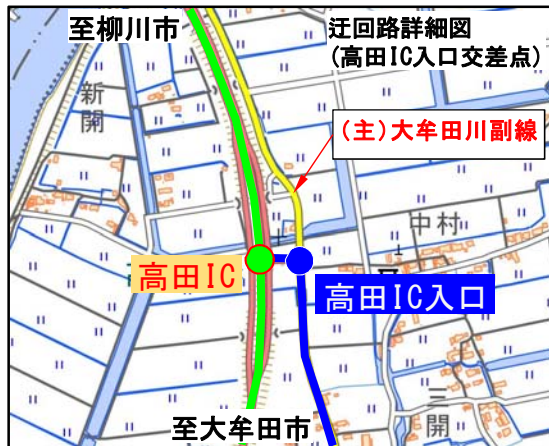 至柳川市
迂回路詳細図
(高田IC入口交差点)
新開
(主)大牟田川副線
中村
高田IC
高田IC入口
三開
至大牟田市